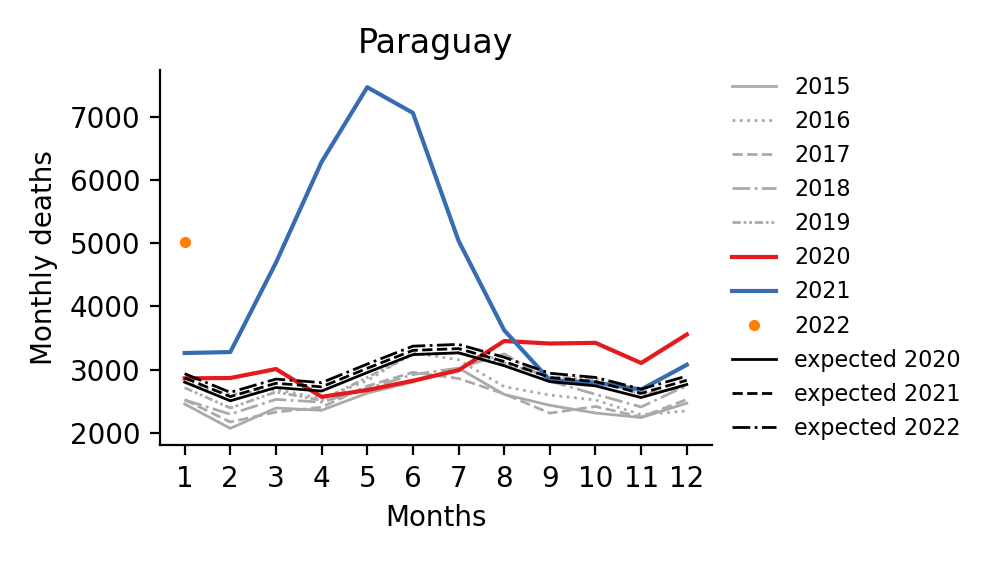 Paraguay
Monthly deaths
7000
6000
5000
4000
3000
2000
1 2 3 4 5 6 7 8 9 10 11 12
Months
2015
2016
2017
2018
2019
2020
2021
2022
expected 2020
expected 2021
expected 2022